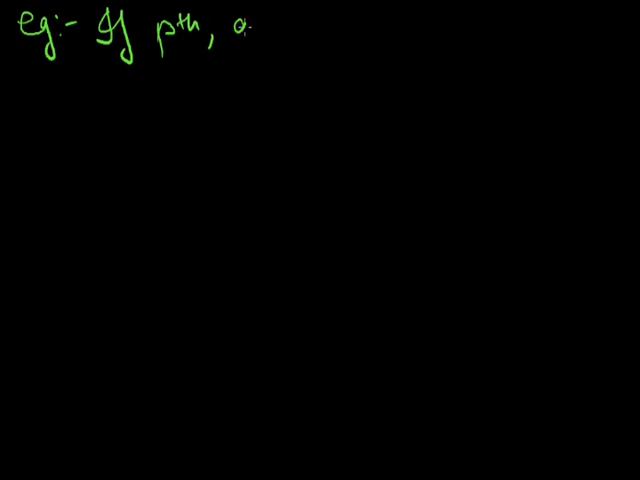 eg:- If pth,